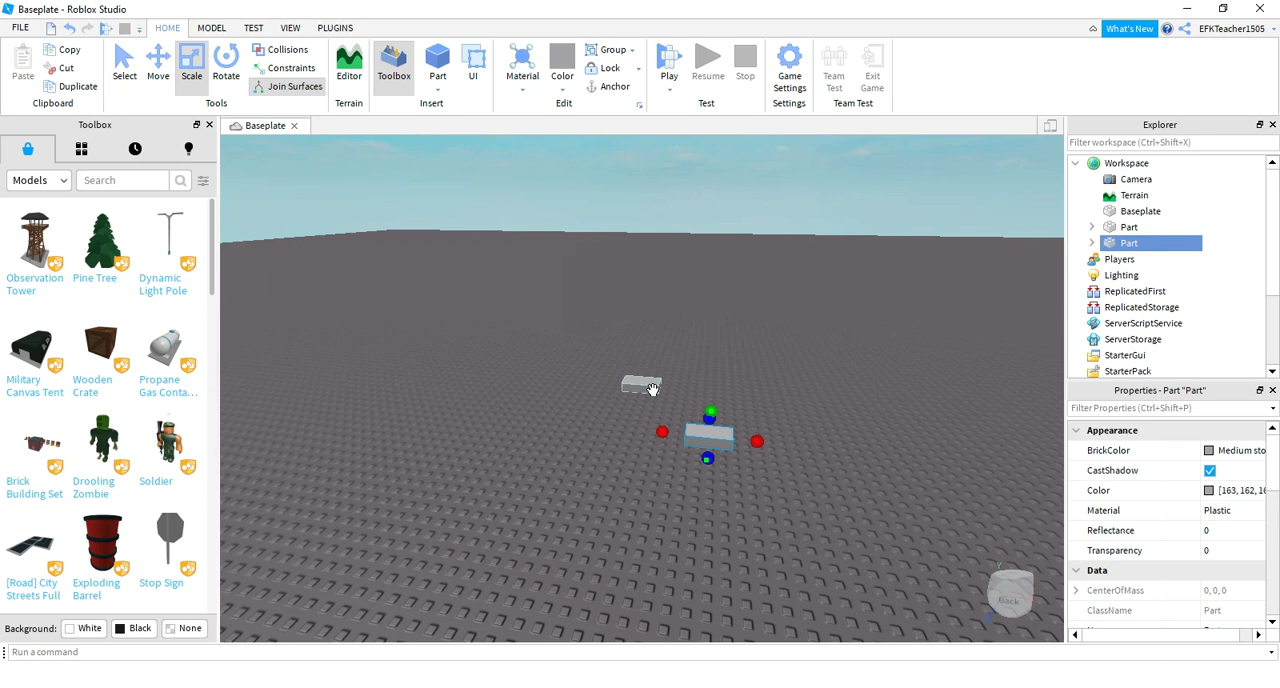 Baseplate - Roblox Studio
FILE HOME MODEL TEST VIEW PLUGINS What's New EFKTeacher1505
Paste Copy Cut Duplicate Clipboard
Select Move Scale Rotate Collisions Constraints Join Surfaces Tools
Editor Terrain
Toolbox Part UI Insert
Material Color Group Lock Anchor Edit
Play Resume Stop Test
Game Settings Settings
Team Test Exit Game Team Test
Toolbox
Models Search
Observation Tower
Pine Tree
Dynamic Light Pole
Military Canvas Tent
Wooden Crate
Propane Gas Conta...
Brick Building Set
Drooling Zombie
Soldier
[Road] City Streets Full
Exploding Barrel
Stop Sign
Background: White Black None
Baseplate
Back
Explorer
Filter workspace (Ctrl+Shift+X)
Workspace
Camera
Terrain
Baseplate
Part
Part
Players
Lighting
ReplicatedFirst
ReplicatedStorage
ServerScriptService
ServerStorage
StarterGui
StarterPack
Properties - Part "Part"
Filter Properties (Ctrl+Shift+P)
Appearance
BrickColor Medium sto
CastShadow
Color [163, 162, 16
Material Plastic
Reflectance 0
Transparency 0
Data
CenterOfMass 0, 0, 0
ClassName Part
Run a command